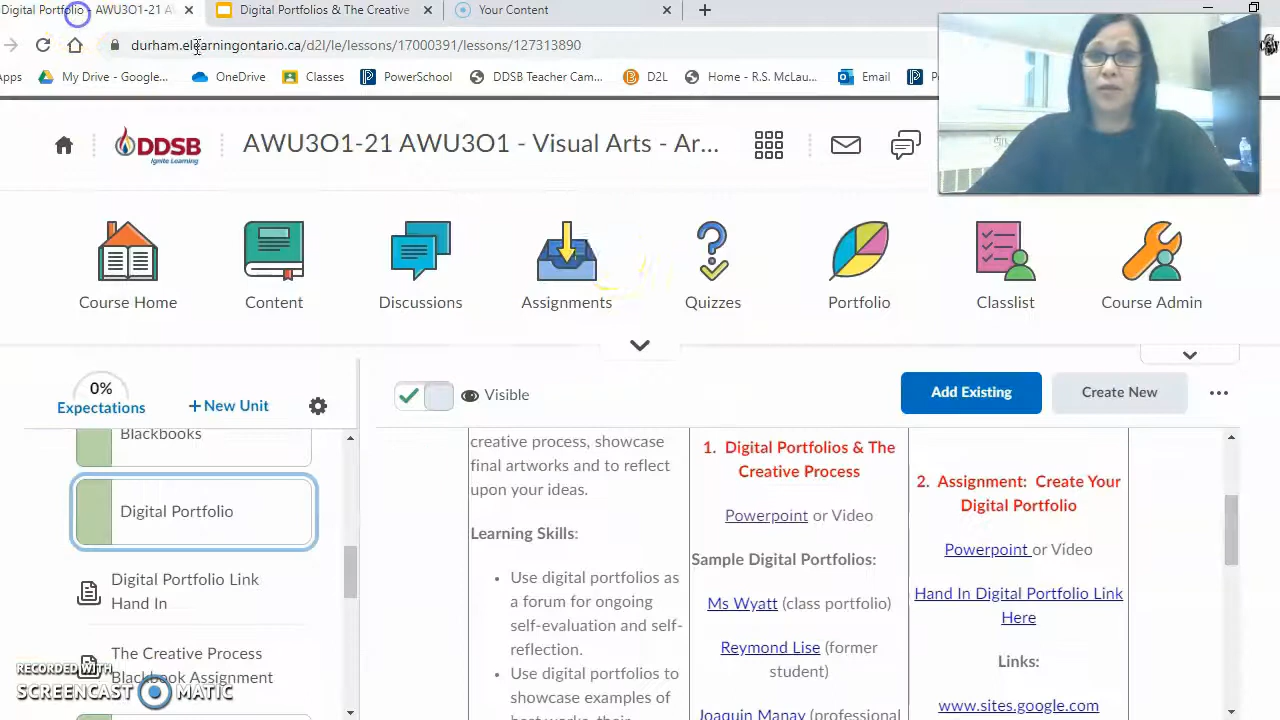 Digital Portfolio - AWU3O1-21 A
Digital Portfolios & The Creative
Your Content
durham.elearningontario.ca/d2l/le/lessons/17000391/lessons/127313890
Apps
My Drive - Google...
OneDrive
Classes
PowerSchool
DDSB Teacher Cam...
D2L
Home - R.S. McLau...
Email
DDSB
Ignite Learning
AWU3O1-21 AWU3O1 - Visual Arts - Ar...
Course Home
Content
Discussions
Assignments
Quizzes
Portfolio
Classlist
Course Admin
0%
Expectations
+ New Unit
Visible
Add Existing
Create New
Blackbooks
Digital Portfolio
Digital Portfolio Link
Hand In
The Creative Process
Blackbook Assignment
creative process, showcase
final artworks and to reflect
upon your ideas.
Learning Skills:
• Use digital portfolios as
a forum for ongoing
self-evaluation and self-
reflection.
• Use digital portfolios to
showcase examples of
best works, their
1. Digital Portfolios & The
Creative Process
Powerpoint or Video
Sample Digital Portfolios:
Ms Wyatt (class portfolio)
Reymond Lise (former
student)
Joaquin Manay (professional
2. Assignment: Create Your
Digital Portfolio
Powerpoint or Video
Hand In Digital Portfolio Link
Here
Links:
www.sites.google.com
RECORDED WITH
SCREENCAST MATIC